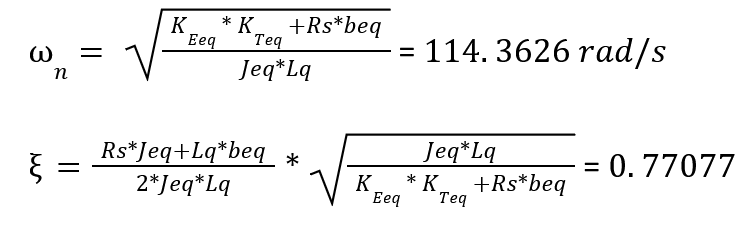 ω_n = √((K_Eeq * K_Teq + Rs*beq) / (Jeq*Lq)) = 114.3626 rad/s
ξ = (Rs*Jeq+Lq*beq) / (2*Jeq*Lq) * √((Jeq*Lq) / (K_Eeq * K_Teq + Rs*beq)) = 0.77077